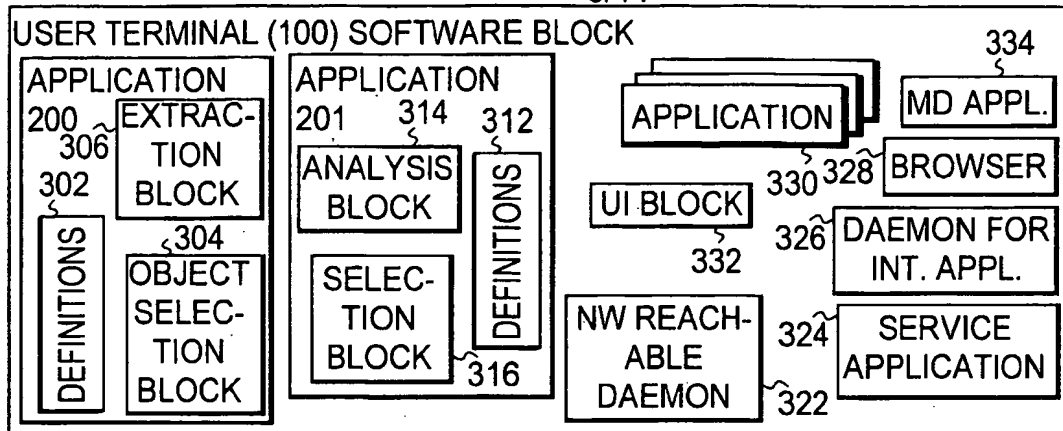 USER TERMINAL (100) SOFTWARE BLOCK
APPLICATION
200
306
EXTRAC-
TION
BLOCK
302
DEFINITIONS
304
OBJECT
SELEC-
TION
BLOCK
APPLICATION
201
314
312
ANALYSIS
BLOCK
DEFINITIONS
SELEC-
TION
BLOCK
316
APPLICATION
330
UI BLOCK
332
NW REACH-
ABLE
DAEMON
322
334
MD APPL.
328
BROWSER
326
DAEMON FOR
INT. APPL.
324
SERVICE
APPLICATION